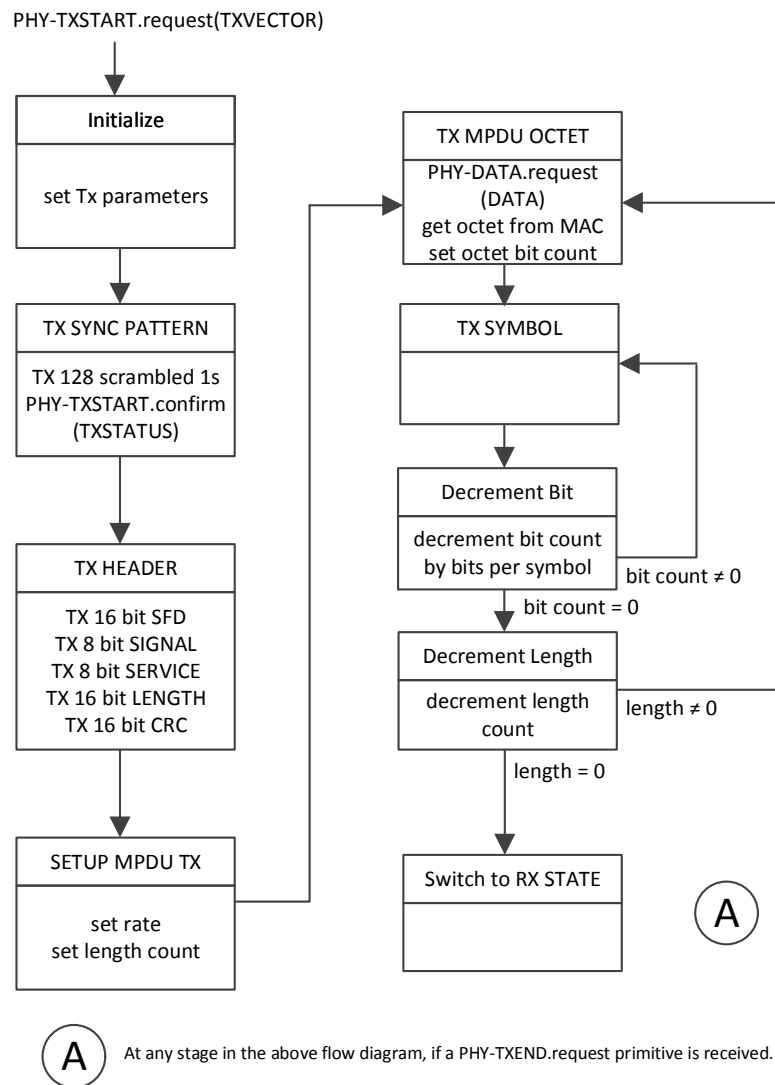 PHY-TXSTART.request(TXVECTOR)
Initialize
set Tx parameters
TX SYNC PATTERN
TX 128 scrambled 1s
PHY-TXSTART.confirm
(TXSTATUS)
TX HEADER
TX 16 bit SFD
TX 8 bit SIGNAL
TX 8 bit SERVICE
TX 16 bit LENGTH
TX 16 bit CRC
SETUP MPDU TX
set rate
set length count
TX MPDU OCTET
PHY-DATA.request
(DATA)
get octet from MAC
set octet bit count
TX SYMBOL
Decrement Bit
decrement bit count
by bits per symbol
bit count ≠ 0
bit count = 0
Decrement Length
decrement length
count
length ≠ 0
length = 0
Switch to RX STATE
A
A
At any stage in the above flow diagram, if a PHY-TXEND.request primitive is received.